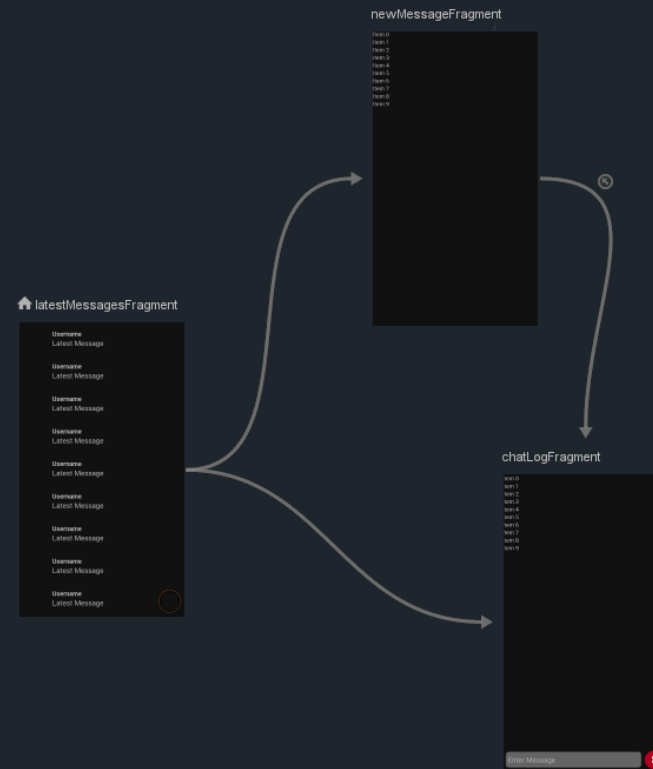 newMessageFragment
Item 0
Item 1
Item 2
Item 3
Item 4
Item 5
Item 6
Item 7
Item 8
Item 9
latestMessagesFragment
Username
Latest Message
Username
Latest Message
Username
Latest Message
Username
Latest Message
Username
Latest Message
Username
Latest Message
Username
Latest Message
Username
Latest Message
Username
Latest Message
chatLogFragment
Item 0
Item 1
Item 2
Item 3
Item 4
Item 5
Item 6
Item 7
Item 8
Item 9
Enter Message